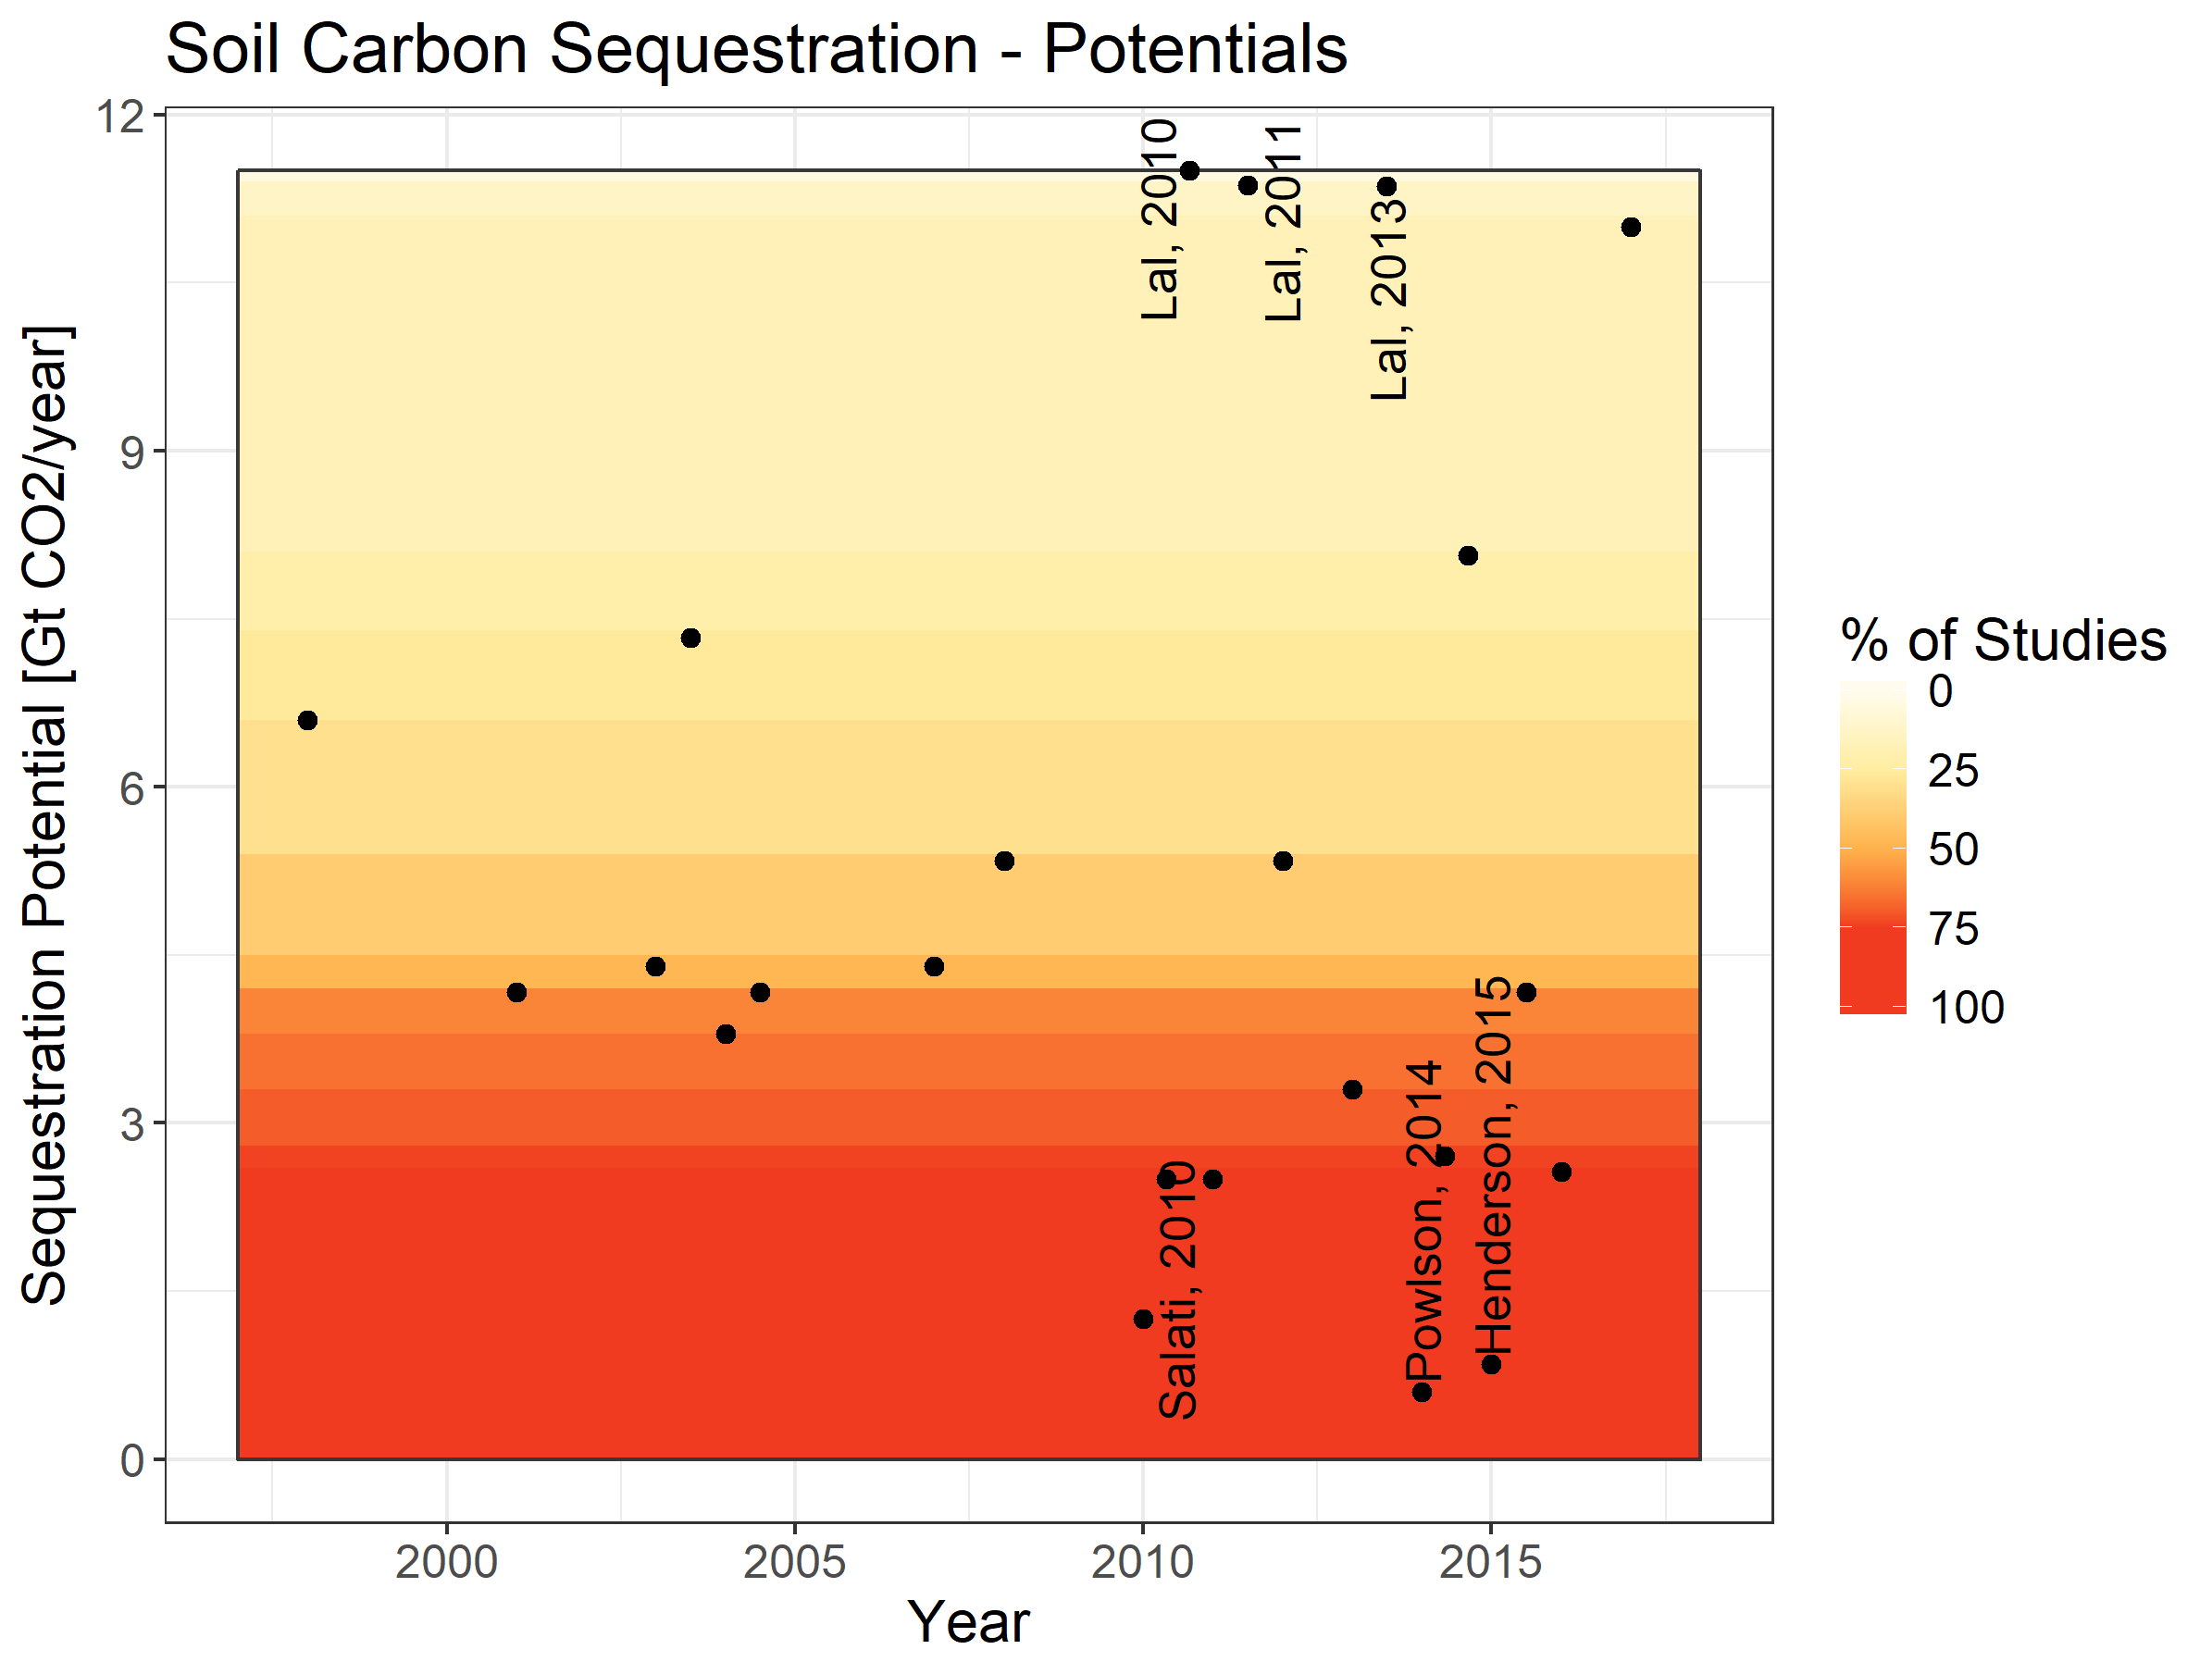 Soil Carbon Sequestration - Potentials
Sequestration Potential [Gt CO2/year]
12
9
6
3
0
Lal, 2010
Lal, 2011
Lal, 2013
Salati, 2010
Powlson, 2014
Henderson, 2015
2000
2005
2010
2015
Year
% of Studies
0
25
50
75
100